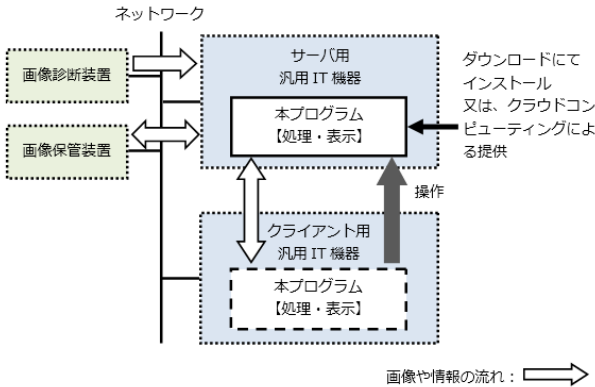 ネットワーク
画像診断装置
画像保管装置
サーバ用
汎用 IT 機器
本プログラム
【処理・表示】
ダウンロードにて
インストール
又は、クラウドコン
ピューティングによ
る提供
操作
クライアント用
汎用 IT 機器
本プログラム
【処理・表示】
画像や情報の流れ：